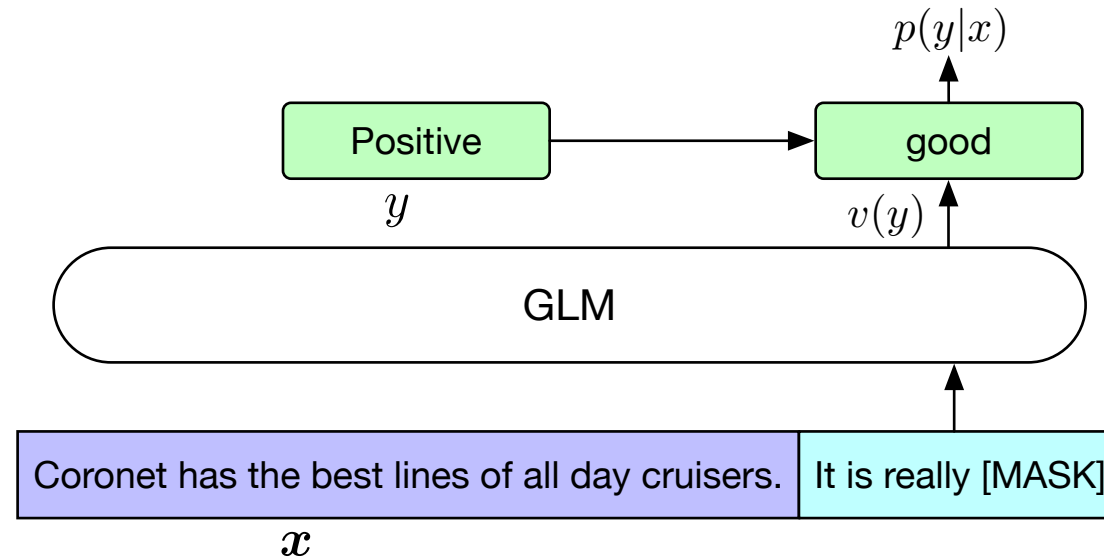 p(y|x)
Positive
good
y
v(y)
GLM
Coronet has the best lines of all day cruisers.
It is really [MASK]
x